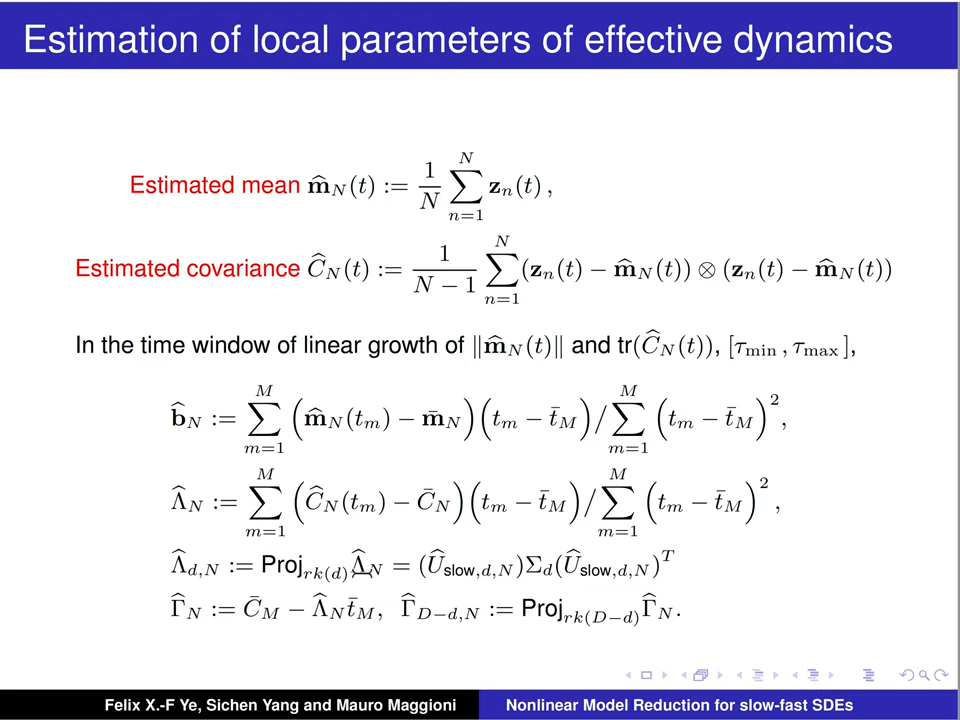 Estimation of local parameters of effective dynamics
Estimated mean m̂_N(t) := 1/N ∑_{n=1}^{N} z_n(t) ,
Estimated covariance Ĉ_N(t) := 1/(N − 1) ∑_{n=1}^{N} (z_n(t) − m̂_N(t)) ⊗ (z_n(t) − m̂_N(t))
In the time window of linear growth of ‖m̂_N(t)‖ and tr(Ĉ_N(t)), [τ_min , τ_max ],
b̂_N := ∑_{m=1}^{M} (m̂_N(t_m) − m̄_N)(t_m − t̄_M) / ∑_{m=1}^{M} (t_m − t̄_M)^2,
Λ̂_N := ∑_{m=1}^{M} (Ĉ_N(t_m) − C̄_N)(t_m − t̄_M) / ∑_{m=1}^{M} (t_m − t̄_M)^2 ,
Λ̂_{d,N} := Proj_{rk(d)} Λ̂_N = (Û_{slow,d,N})Σ_d(Û_{slow,d,N})^T
Γ̂_N := C̄_M − Λ̂_N t̄_M, Γ̂_{D−d,N} := Proj_{rk(D−d)} Γ̂_N.
Felix X.-F Ye, Sichen Yang and Mauro Maggioni
Nonlinear Model Reduction for slow-fast SDEs